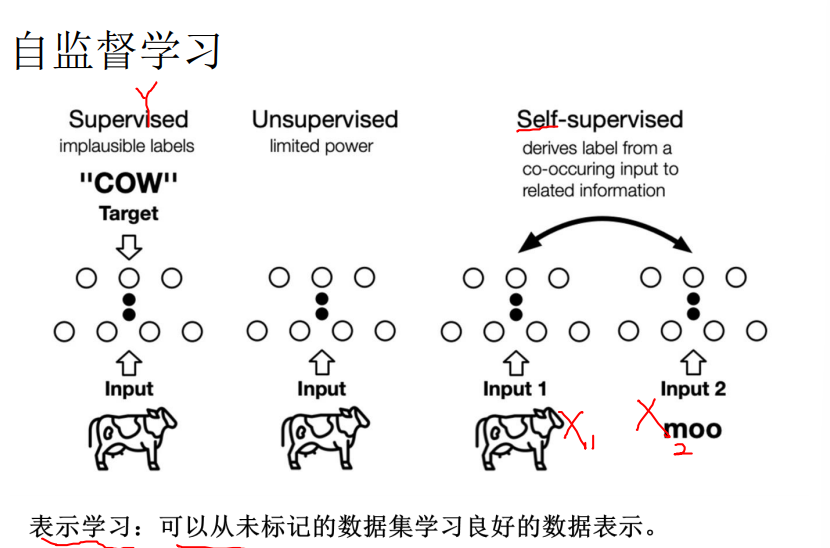 自监督学习
Y
Supervised
implausible labels
"COW"
Target
Input
Unsupervised
limited power
Input
Self-supervised
derives label from a
co-occuring input to
related information
Input 1
X1
Input 2
X2
moo
表示学习：可以从未标记的数据集学习良好的数据表示。